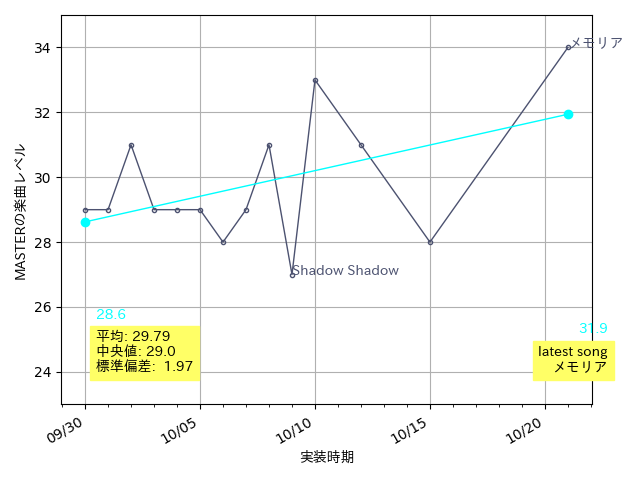 34
32
30
28
26
24
MASTERの楽曲レベル
メモリア
Shadow Shadow
28.6
平均: 29.79
中央値: 29.0
標準偏差: 1.97
31.9
latest song
メモリア
09/30
10/05
10/10
10/15
10/20
実装時期